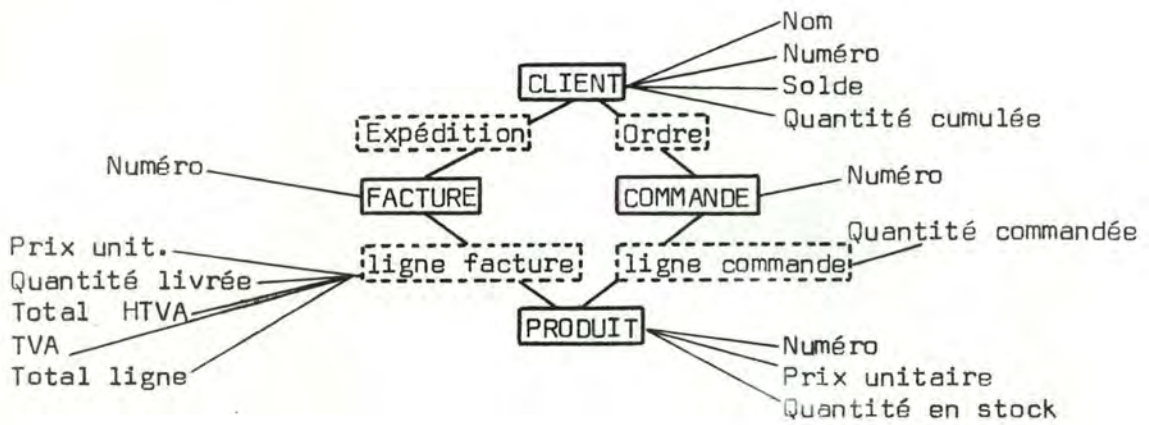 Nom
Numéro
CLIENT
Solde
Quantité cumulée
Expédition
Ordre
Numéro
Numéro
FACTURE
COMMANDE
Quantité commandée
Prix unit.
ligne facture
ligne commande
Quantité livrée
Total HTVA
TVA
PRODUIT
Numéro
Total ligne
Prix unitaire
Quantité en stock